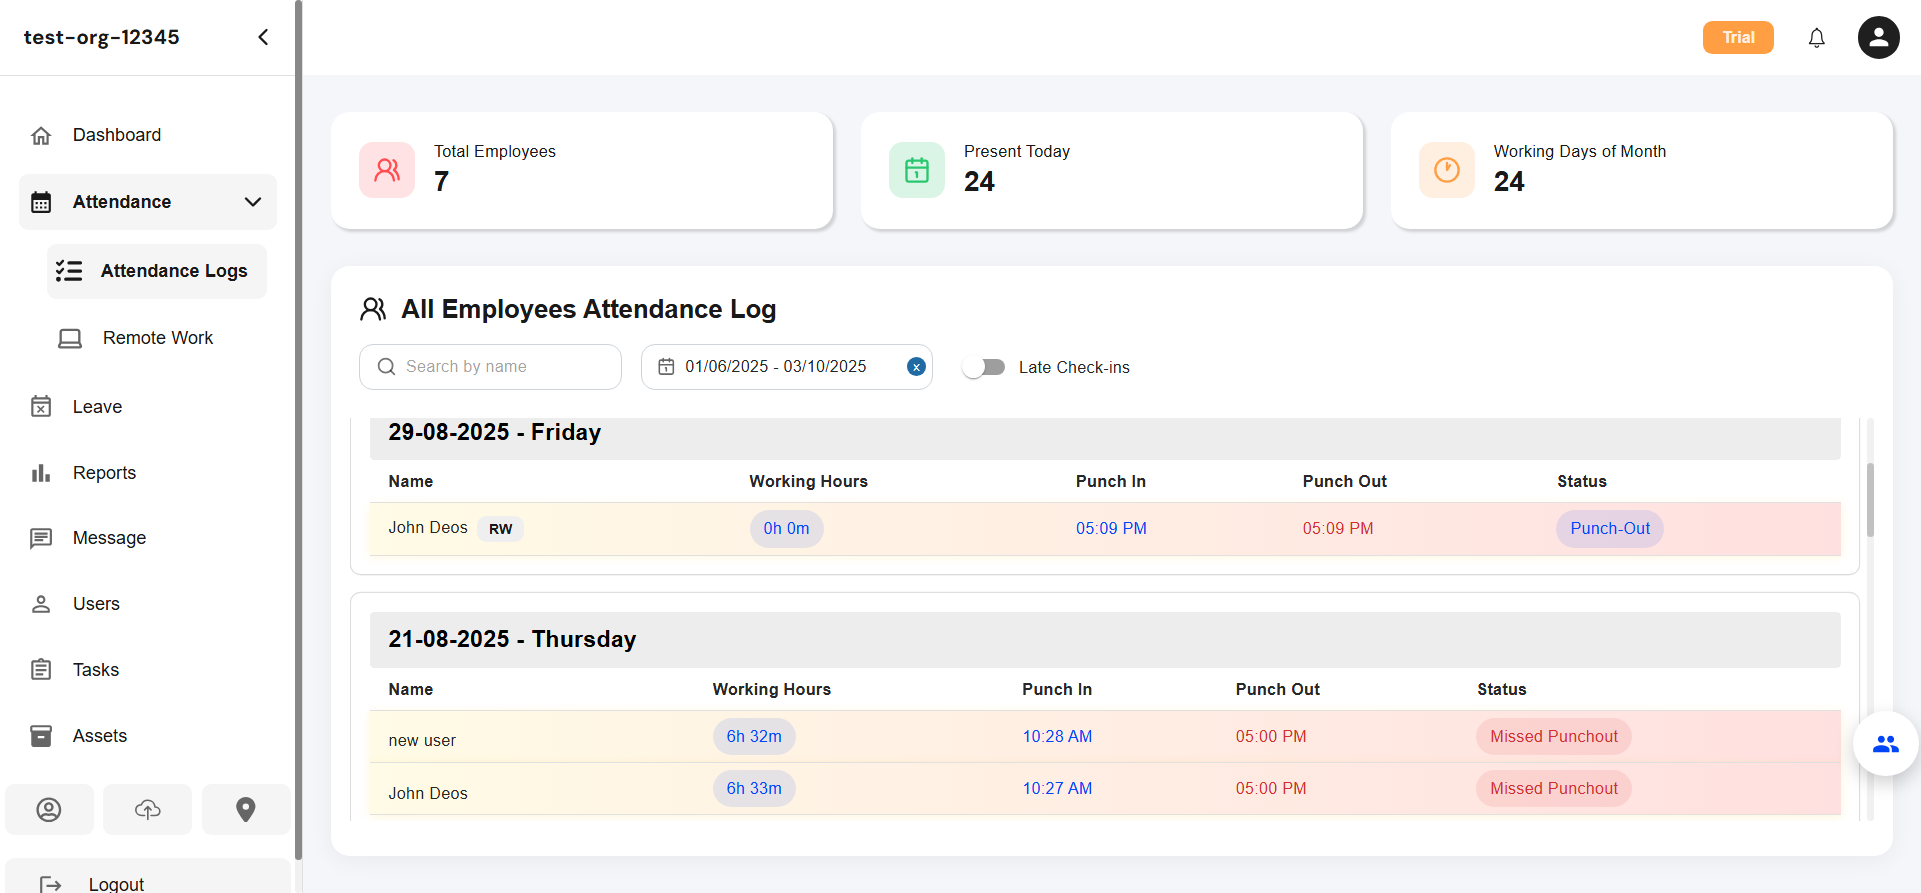 test-org-12345
Trial
Dashboard
Attendance
Attendance Logs
Remote Work
Leave
Reports
Message
Users
Tasks
Assets
Logout
Total Employees
7
Present Today
24
Working Days of Month
24
All Employees Attendance Log
Search by name
01/06/2025 - 03/10/2025
x
Late Check-ins
29-08-2025 - Friday
Name Working Hours Punch In Punch Out Status
John Deos RW 0h 0m 05:09 PM 05:09 PM Punch-Out
21-08-2025 - Thursday
Name Working Hours Punch In Punch Out Status
new user 6h 32m 10:28 AM 05:00 PM Missed Punchout
John Deos 6h 33m 10:27 AM 05:00 PM Missed Punchout